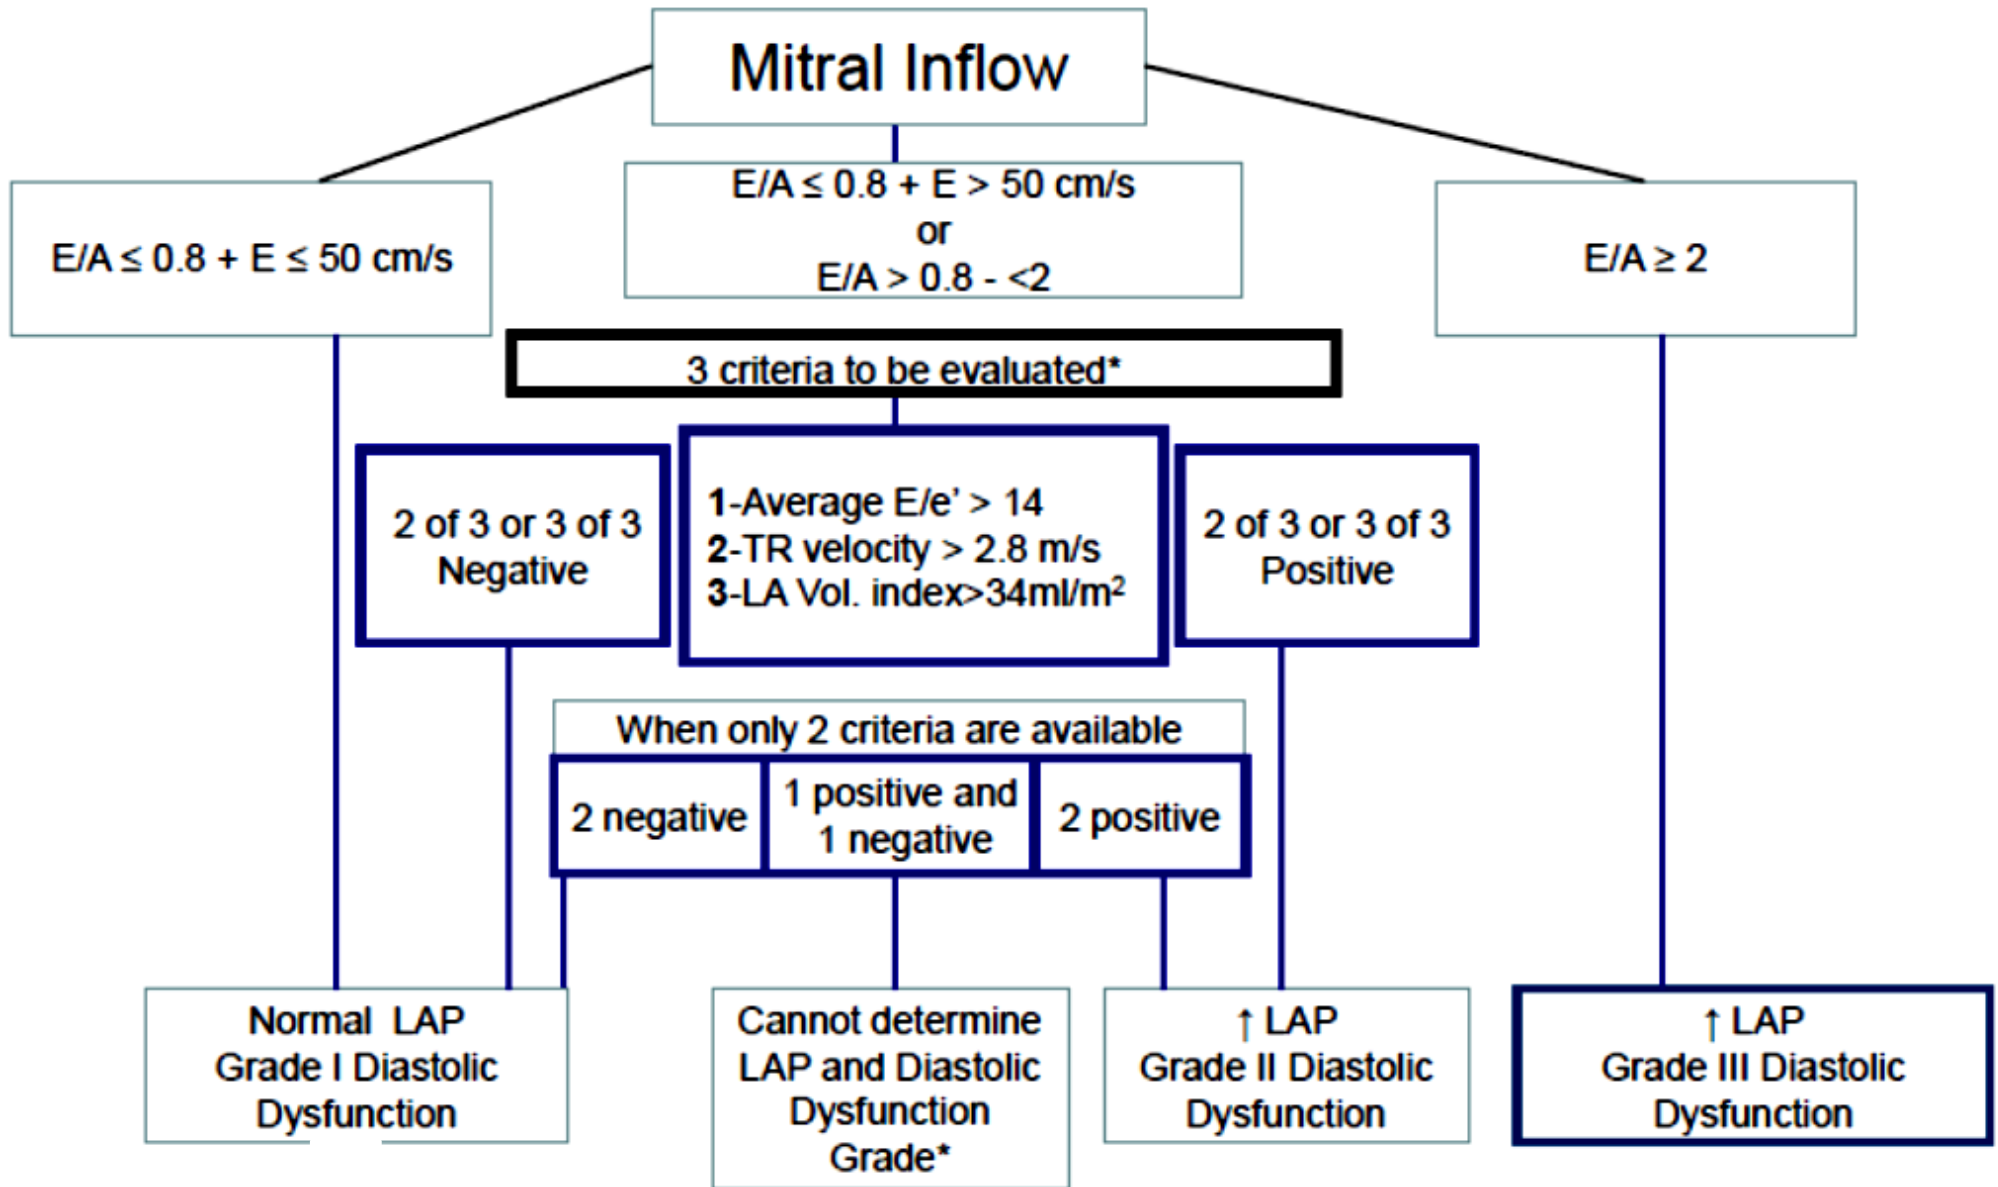 Mitral Inflow
E/A ≤ 0.8 + E ≤ 50 cm/s
E/A ≤ 0.8 + E > 50 cm/s
or
E/A > 0.8 - <2
E/A ≥ 2
3 criteria to be evaluated*
2 of 3 or 3 of 3
Negative
1-Average E/e’ > 14
2-TR velocity > 2.8 m/s
3-LA Vol. index>34ml/m²
2 of 3 or 3 of 3
Positive
When only 2 criteria are available
2 negative
1 positive and
1 negative
2 positive
Normal LAP
Grade I Diastolic
Dysfunction
Cannot determine
LAP and Diastolic
Dysfunction
Grade*
↑ LAP
Grade II Diastolic
Dysfunction
↑ LAP
Grade III Diastolic
Dysfunction